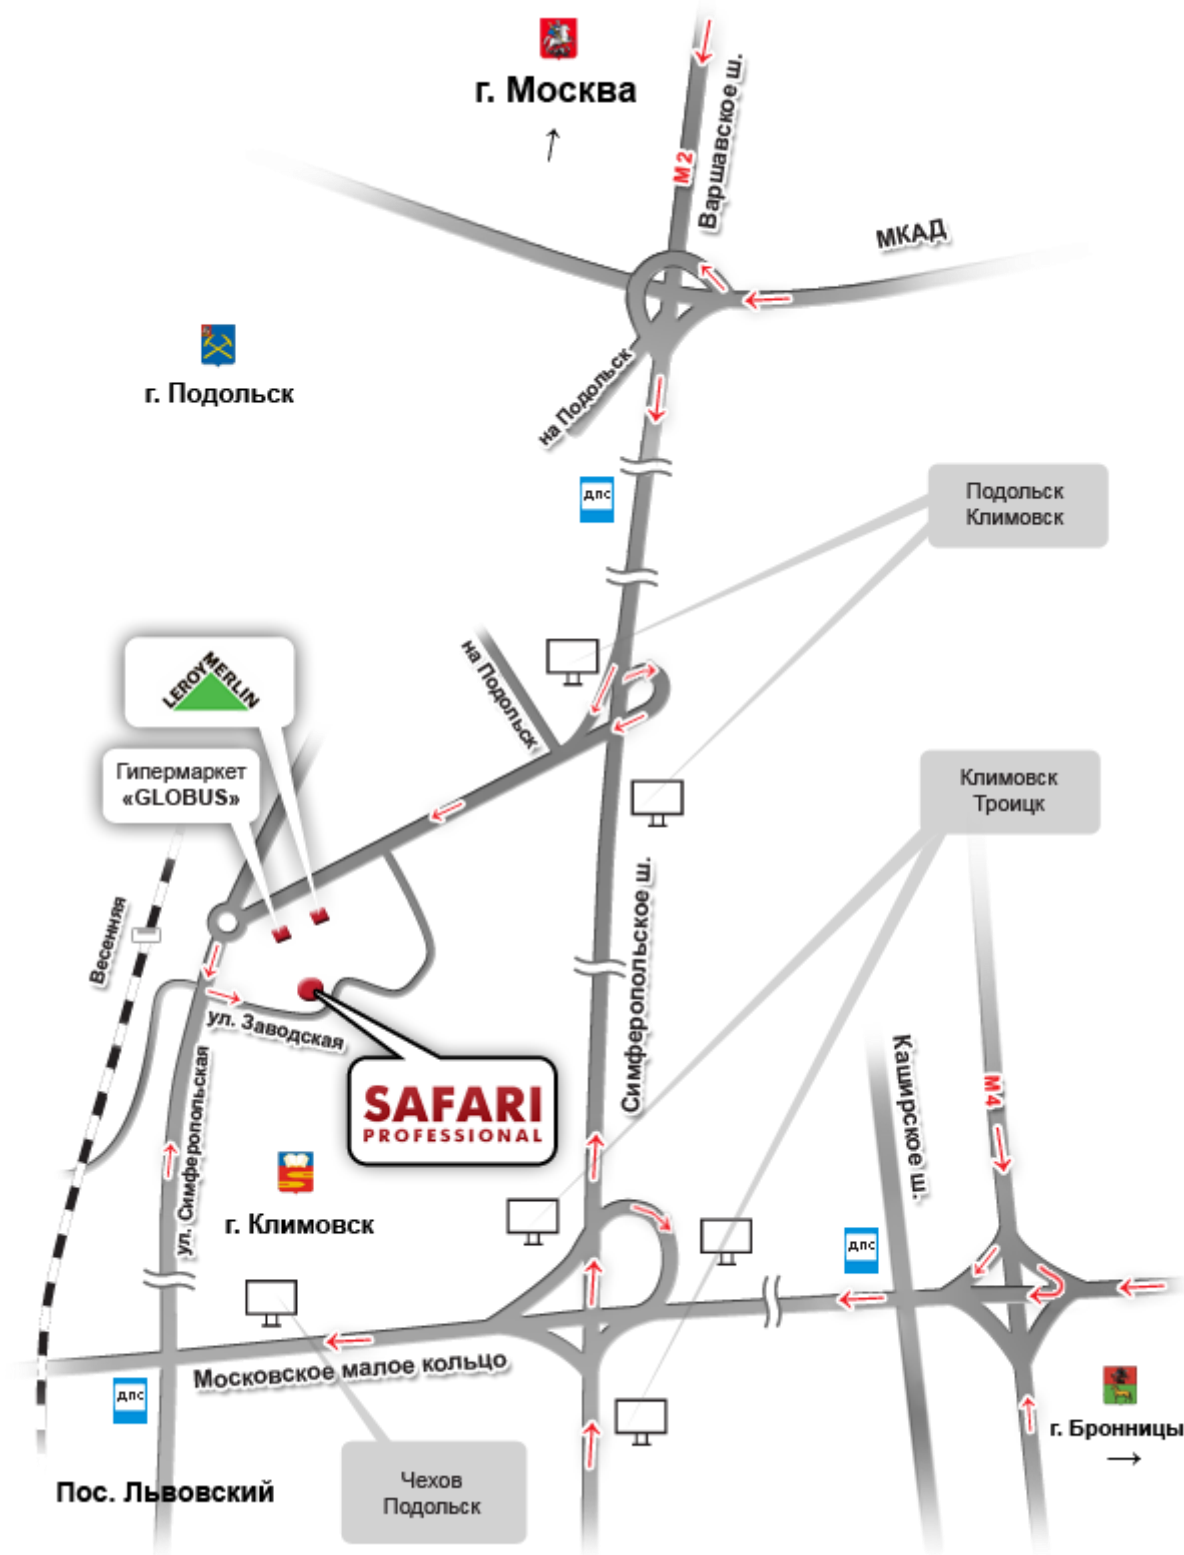 г. Москва
М2
Варшавское ш.
МКАД
г. Подольск
на Подольск
ДПС
Подольск
Климовск
LEROY MERLIN
на Подольск
Гипермаркет
«GLOBUS»
Климовск
Троицк
Весенняя
Симферопольское ш.
ул. Заводская
SAFARI
PROFESSIONAL
Каширское ш.
М4
ул. Симферопольская
г. Климовск
ДПС
Московское малое кольцо
ДПС
г. Бронницы
Пос. Львовский
Чехов
Подольск